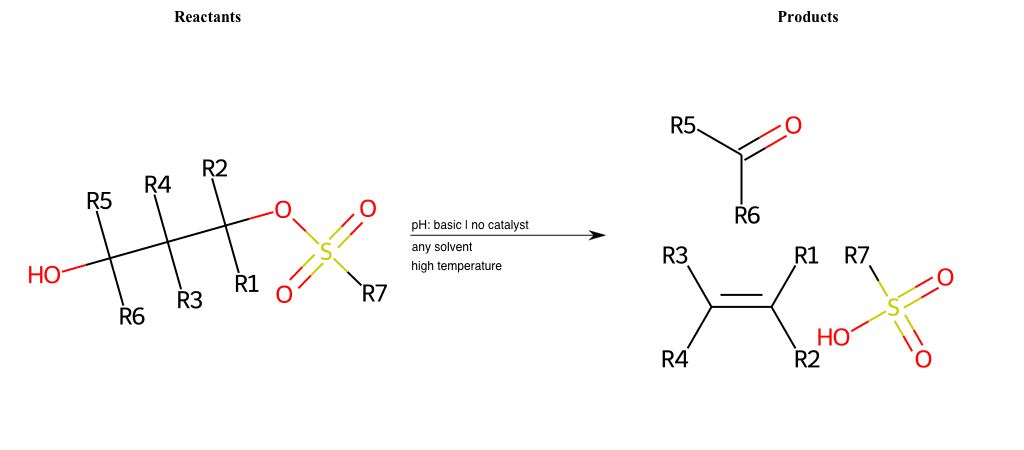 Reactants
Products
R5
O
R2
R6
R4
R5
O
O
S
HO
R3
R1
O
R7
R6
pH: basic | no catalyst
any solvent
high temperature
R3
R1
R7
O
S
HO
R4
R2
O